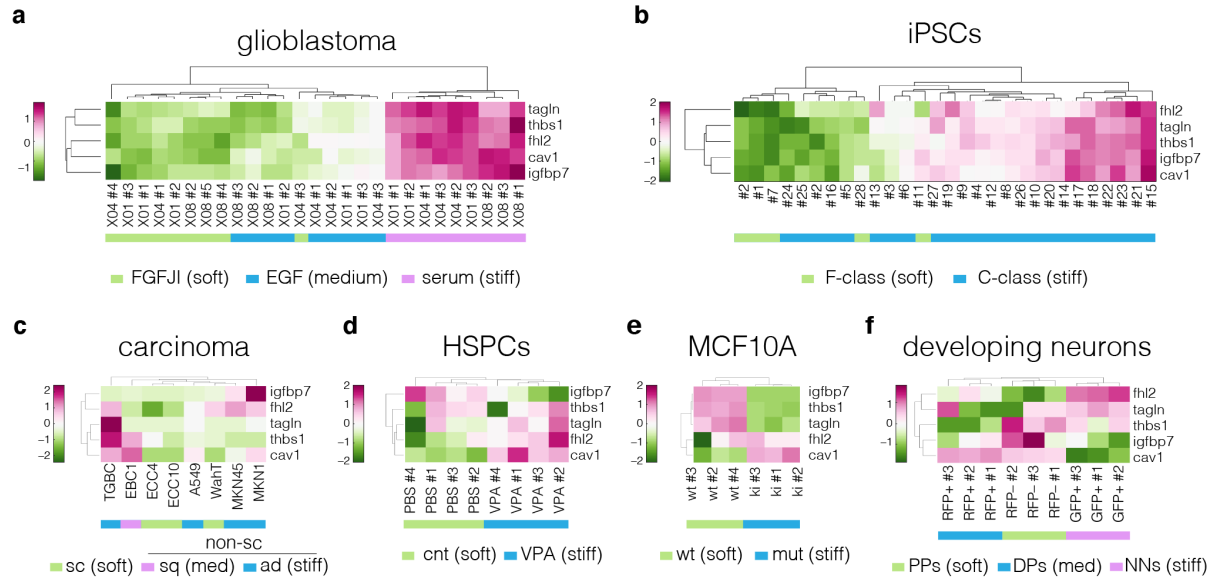 a
glioblastoma
1
0
−1
tagln
thbs1
fhl2
cav1
igfbp7
X04 #4
X01 #3
X01 #1
X04 #1
X01 #2
X08 #2
X08 #5
X08 #4
X08 #3
X08 #2
X08 #1
X01 #2
X04 #3
X04 #1
X04 #2
X01 #1
X04 #3
X01 #3
X08 #2
X08 #3
X08 #1
FGFJI (soft)
EGF (medium)
serum (stiff)
b
iPSCs
2
1
0
−1
−2
fhl2
tagln
thbs1
igfbp7
cav1
#2
#1
#7
#24
#25
#2
#16
#5
#28
#13
#3
#6
#11
#27
#19
#9
#4
#12
#8
#26
#10
#20
#14
#17
#18
#22
#23
#21
#15
F-class (soft)
C-class (stiff)
c
carcinoma
2
1
0
−1
−2
igfbp7
fhl2
tagln
thbs1
cav1
TGBC
EBC1
ECC4
ECC10
A549
WahT
MKN45
MKN1
non-sc
sc (soft)
sq (med)
ad (stiff)
d
HSPCs
2
1
0
−1
−2
igfbp7
thbs1
tagln
fhl2
cav1
PBS #4
PBS #1
PBS #3
PBS #2
VPA #4
VPA #1
VPA #3
VPA #2
cnt (soft)
VPA (stiff)
e
MCF10A
2
1
0
−1
−2
igfbp7
thbs1
tagln
fhl2
cav1
wt #3
wt #2
wt #4
ki #3
ki #1
ki #2
wt (soft)
mut (stiff)
f
developing neurons
2
1
0
−1
−2
fhl2
tagln
thbs1
igfbp7
cav1
RFP+ #3
RFP+ #2
RFP+ #1
RFP− #2
RFP− #3
RFP− #1
GFP+ #3
GFP+ #1
GFP+ #2
PPs (soft)
DPs (med)
NNs (stiff)